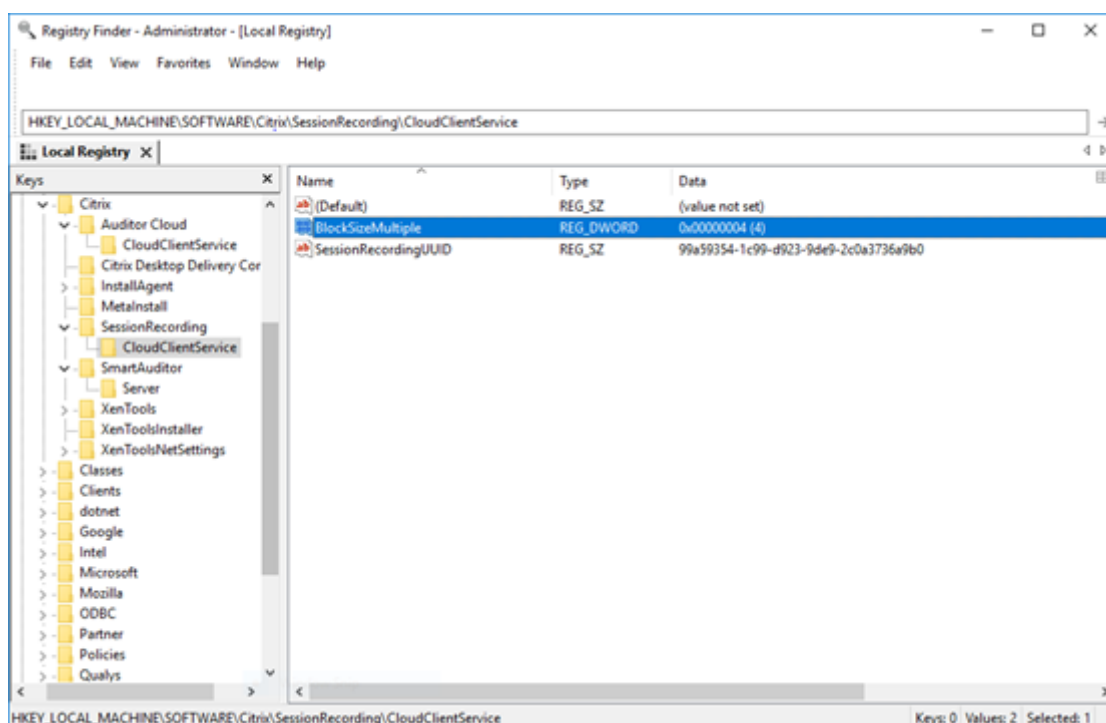 Registry Finder - Administrator - [Local Registry]
File Edit View Favorites Window Help
HKEY_LOCAL_MACHINE\SOFTWARE\Citrix\SessionRecording\CloudClientService
Local Registry
Keys
Name Type Data
Citrix
Auditor Cloud
CloudClientService
Citrix Desktop Delivery Cor
InstallAgent
MetaInstall
SessionRecording
CloudClientService
SmartAuditor
Server
XenTools
XenToolsInstaller
XenToolsNetSettings
Classes
Clients
dotnet
Google
Intel
Microsoft
Mozilla
ODBC
Partner
Policies
Qualys
(Default) REG_SZ (value not set)
BlockSizeMultiple REG_DWORD 0x00000004 (4)
SessionRecordingUUID REG_SZ 99a59354-1c99-d923-9de9-2c0a3736a9b0
HKEY_LOCAL_MACHINE\SOFTWARE\Citrix\SessionRecording\CloudClientService
Keys: 0 Values: 2 Selected: 1